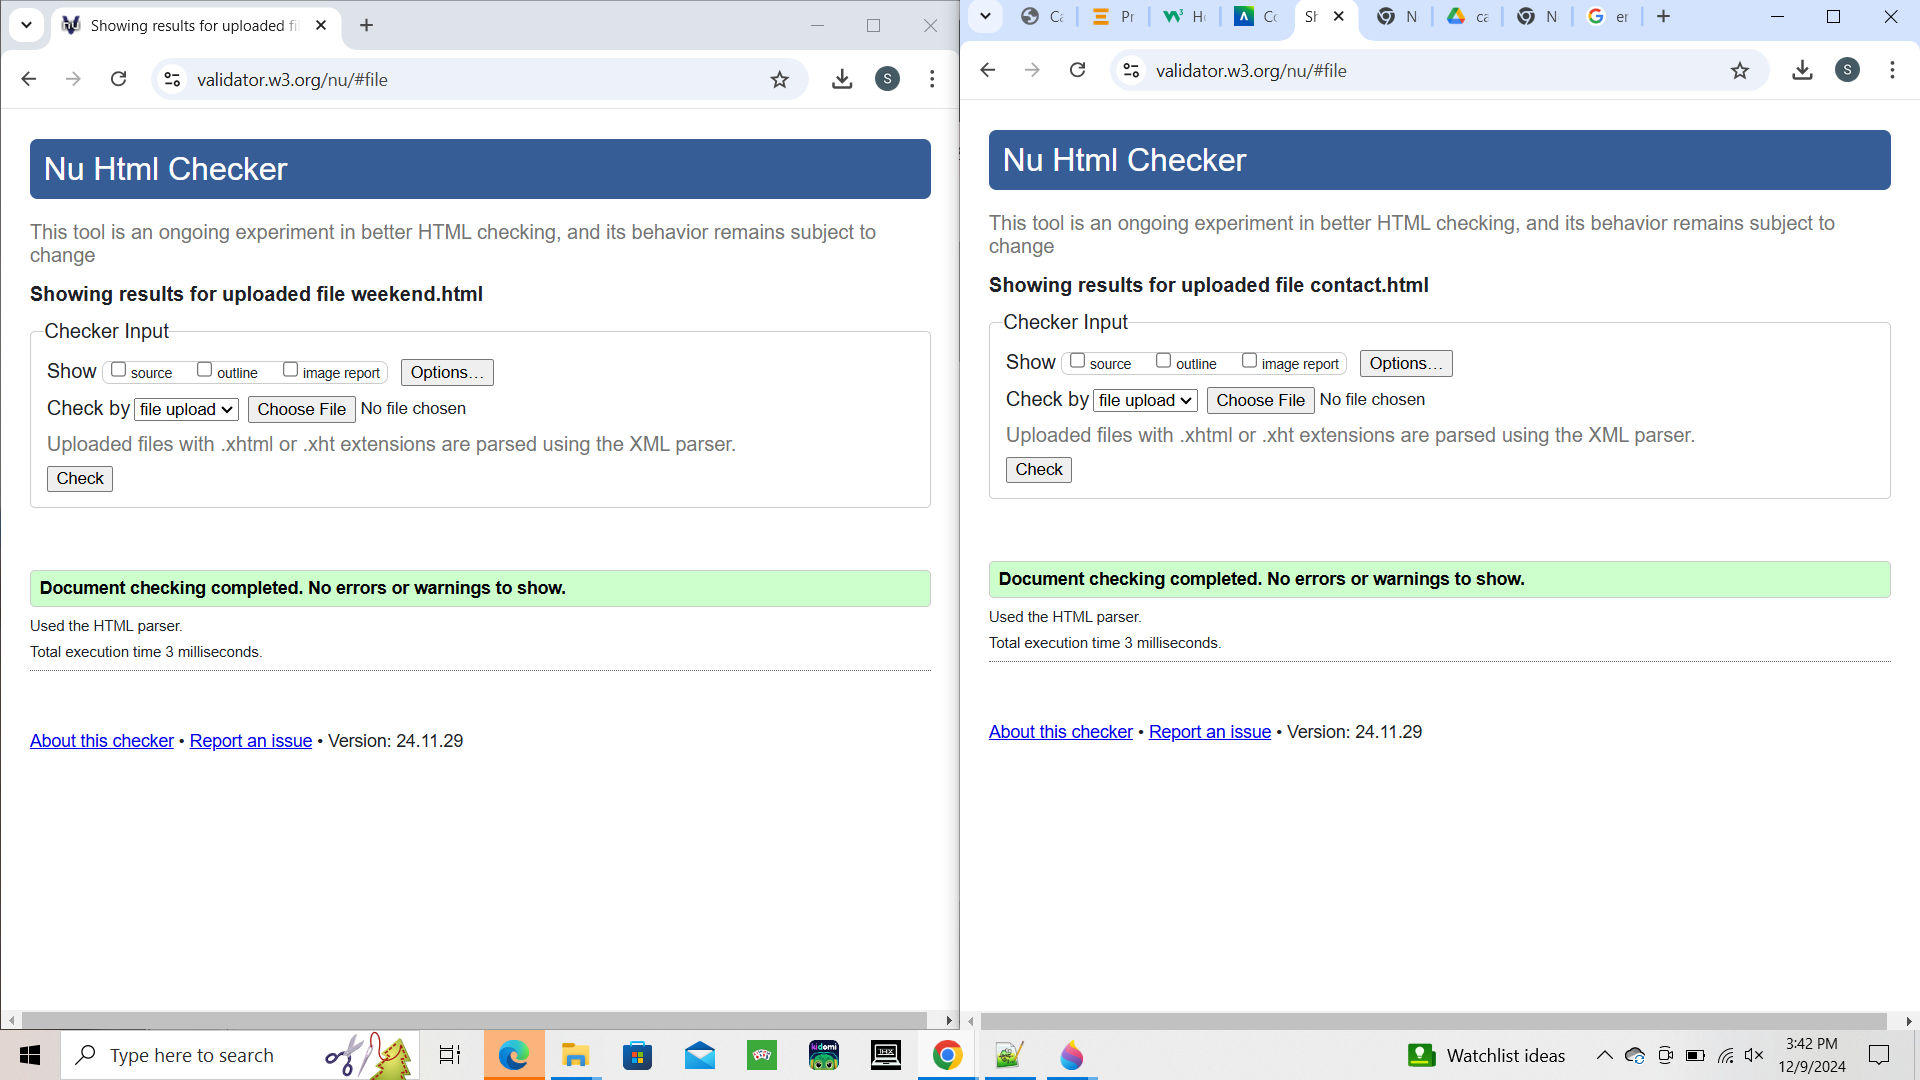 Showing results for uploaded fi
validator.w3.org/nu/#file
S
Nu Html Checker
This tool is an ongoing experiment in better HTML checking, and its behavior remains subject to
change
Showing results for uploaded file weekend.html
Checker Input
Show source outline image report Options...
Check by file upload Choose File No file chosen
Uploaded files with .xhtml or .xht extensions are parsed using the XML parser.
Check
Document checking completed. No errors or warnings to show.
Used the HTML parser.
Total execution time 3 milliseconds.
About this checker • Report an issue • Version: 24.11.29
Ca Pr W3 H Co Sh N ca N er
validator.w3.org/nu/#file
S
Nu Html Checker
This tool is an ongoing experiment in better HTML checking, and its behavior remains subject to
change
Showing results for uploaded file contact.html
Checker Input
Show source outline image report Options...
Check by file upload Choose File No file chosen
Uploaded files with .xhtml or .xht extensions are parsed using the XML parser.
Check
Document checking completed. No errors or warnings to show.
Used the HTML parser.
Total execution time 3 milliseconds.
About this checker • Report an issue • Version: 24.11.29
Type here to search
kidomi
Watchlist ideas
3:42 PM
12/9/2024